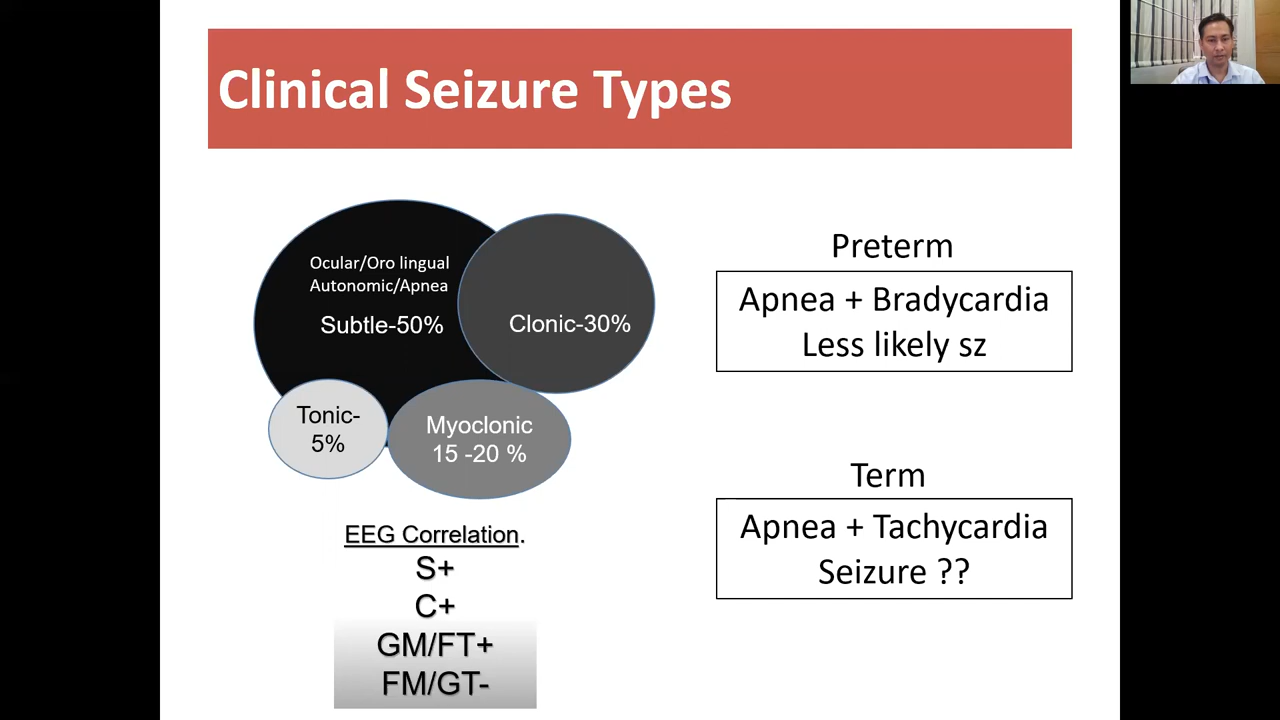 Clinical Seizure Types
Ocular/Oro lingual
Autonomic/Apnea
Subtle-50%
Clonic-30%
Tonic-
5%
Myoclonic
15 -20 %
EEG Correlation.
S+
C+
GM/FT+
FM/GT-
Preterm
Apnea + Bradycardia
Less likely sz
Term
Apnea + Tachycardia
Seizure ??